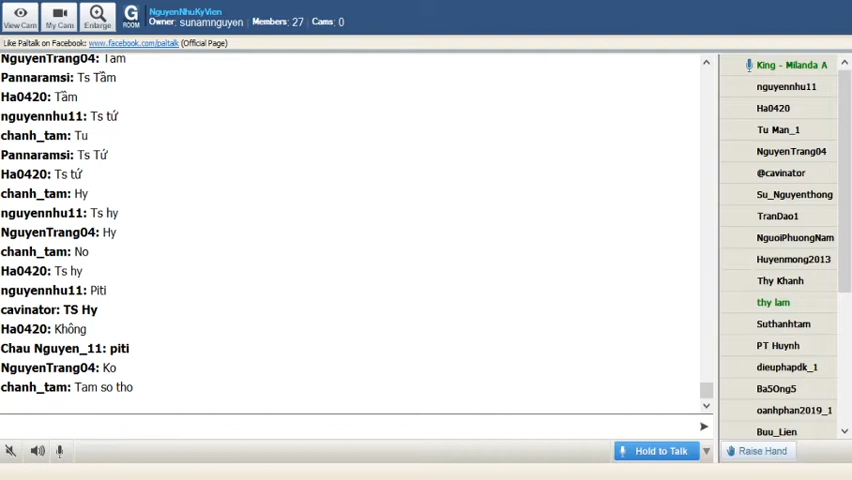 View Cam
My Cam
Enlarge
G
ROOM
NguyenNhuKyVien
Owner: sunamnguyen Members: 27 Cams: 0
Like Paltalk on Facebook: www.facebook.com/paltalk (Official Page)
NguyenTrang04: Tam
Pannaramsi: Ts Tầm
Ha0420: Tầm
nguyennhu11: Ts tứ
chanh_tam: Tu
Pannaramsi: Ts Tứ
Ha0420: Ts tứ
chanh_tam: Hy
nguyennhu11: Ts hy
NguyenTrang04: Hy
chanh_tam: No
Ha0420: Ts hy
nguyennhu11: Piti
cavinator: TS Hy
Ha0420: Không
Chau Nguyen_11: piti
NguyenTrang04: Ko
chanh_tam: Tam so tho
King - Milanda A
nguyennhu11
Ha0420
Tu Man_1
NguyenTrang04
@cavinator
Su_Nguyenthong
TranDao1
NguoiPhuongNam
Huyenmong2013
Thy Khanh
thy lam
Suthanhtam
PT Huynh
dieuphapdk_1
Ba5Ong5
oanhphan2019_1
Buu_Lien
Hold to Talk
Raise Hand